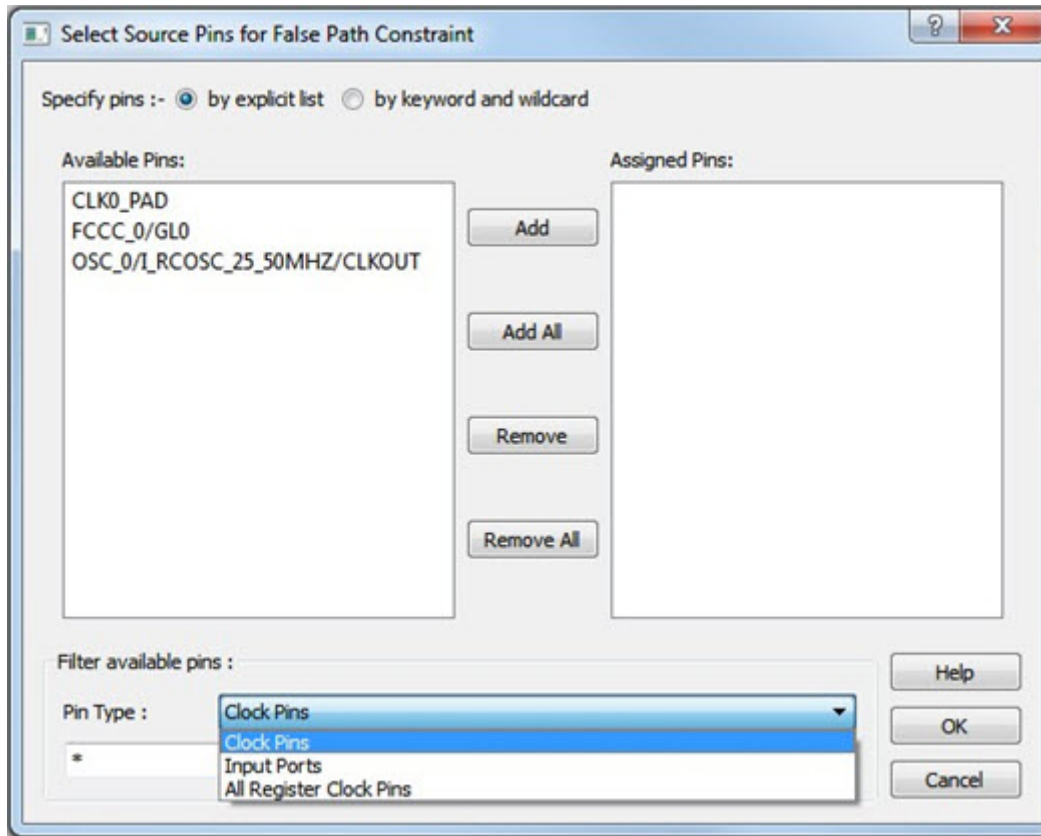 Select Source Pins for False Path Constraint
Specify pins :- by explicit list by keyword and wildcard
Available Pins:
CLK0_PAD
FCCC_0/GL0
OSC_0/I_RCOSC_25_50MHZ/CLKOUT
Add
Add All
Remove
Remove All
Assigned Pins:
Filter available pins :
Pin Type : Clock Pins
Clock Pins
Input Ports
All Register Clock Pins
*
Help
OK
Cancel